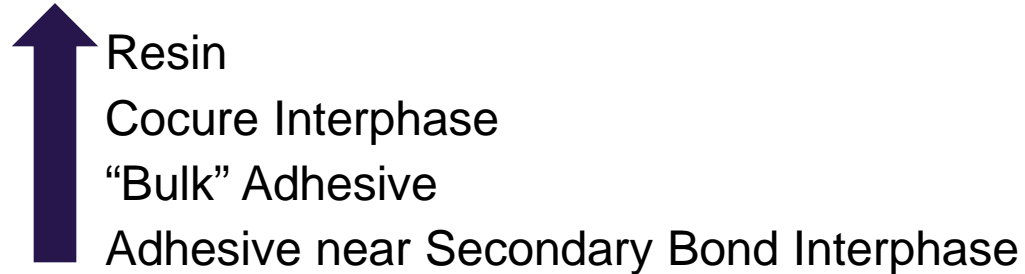 Resin
Cocure Interphase
“Bulk” Adhesive
Adhesive near Secondary Bond Interphase